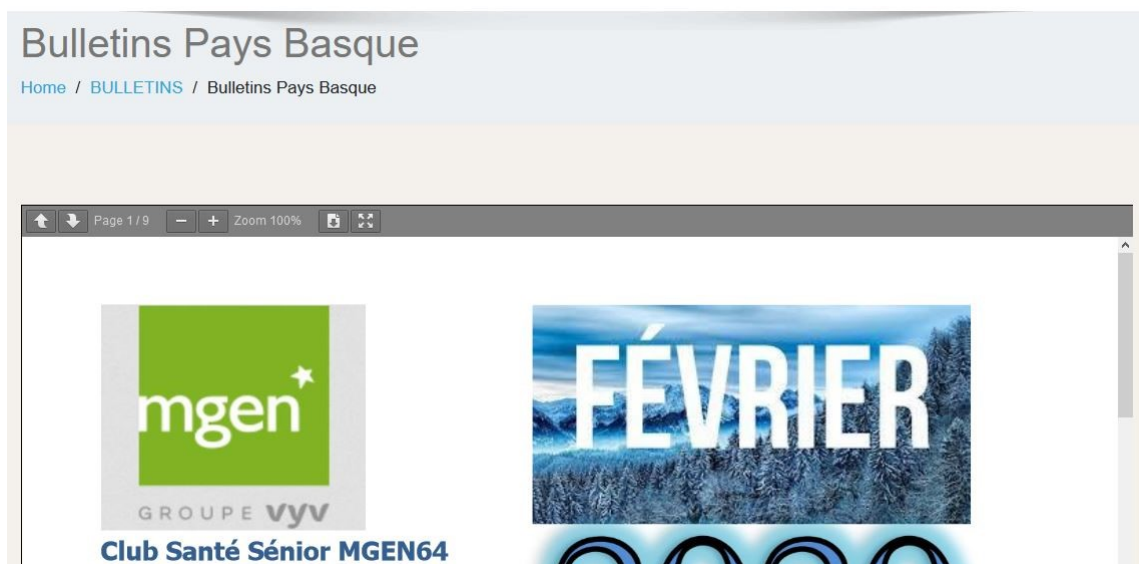 Bulletins Pays Basque
Home / BULLETINS / Bulletins Pays Basque
Page 1 / 9 Zoom 100%
mgen
GROUPE vyv
Club Santé Sénior MGEN64
FÉVRIER